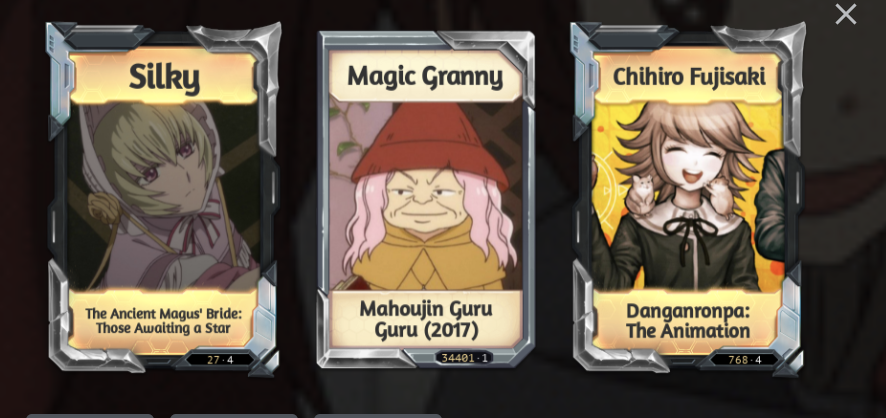 Silky
The Ancient Magus' Bride:
Those Awaiting a Star
27·4
Magic Granny
Mahoujin Guru
Guru (2017)
34401·1
Chihiro Fujisaki
Danganronpa:
The Animation
768·4